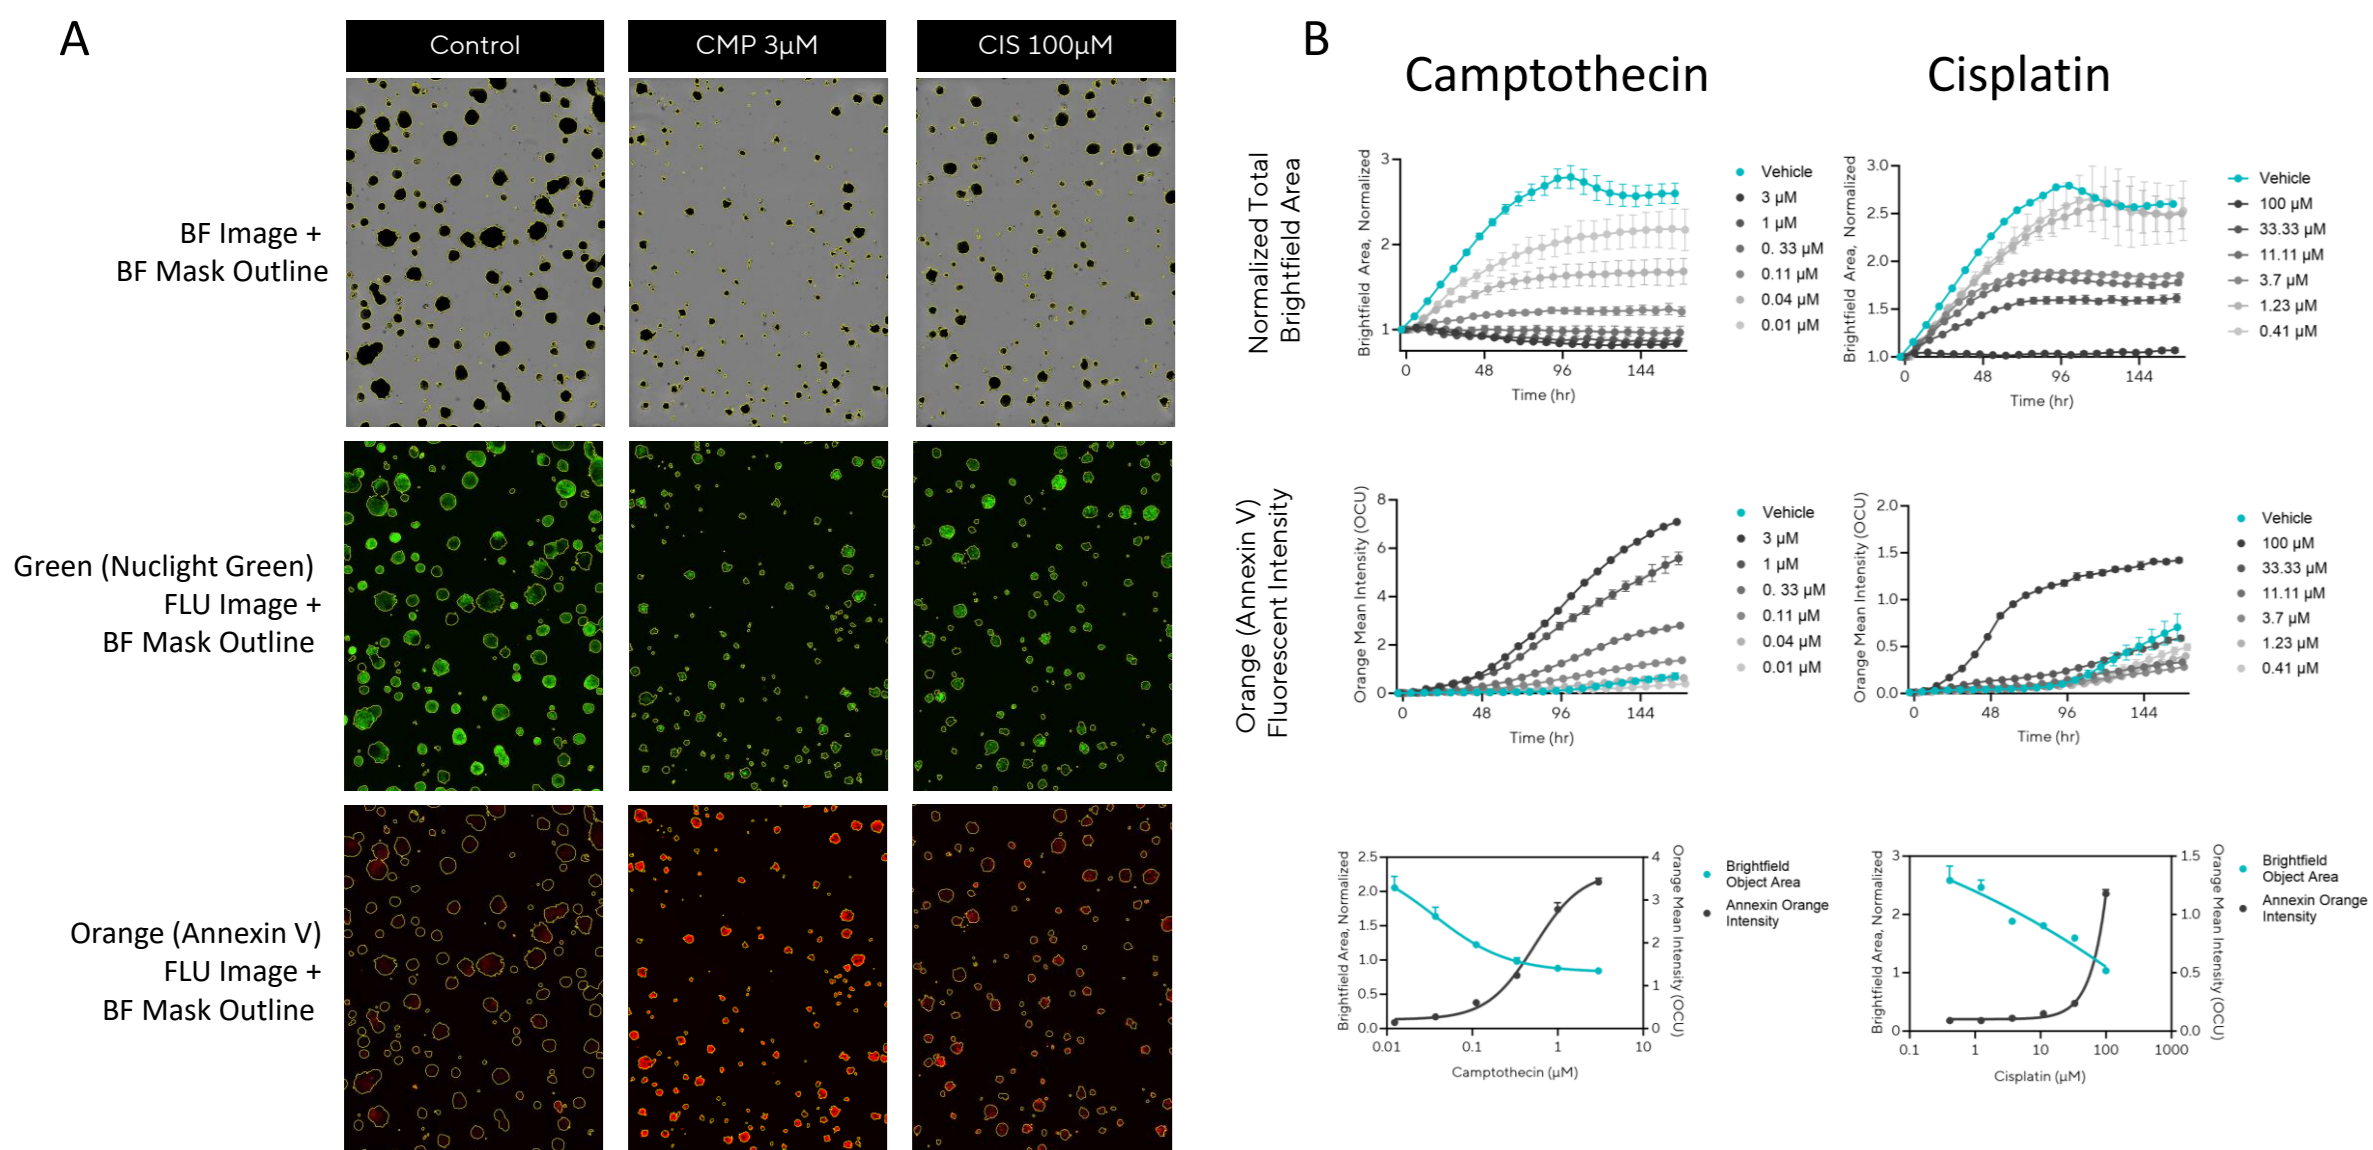 A
Control
CMP 3µM
CIS 100µM
BF Image +
BF Mask Outline
Green (Nuclight Green)
FLU Image +
BF Mask Outline
Orange (Annexin V)
FLU Image +
BF Mask Outline
B
Camptothecin
Cisplatin
Normalized Total
Brightfield Area
Brightfield Area, Normalized
3
2
1
0
48
96
144
Time (hr)
Vehicle
3 µM
1 µM
0. 33 µM
0.11 µM
0.04 µM
0.01 µM
Brightfield Area, Normalized
3.0
2.5
2.0
1.5
1.0
0
48
96
144
Time (hr)
Vehicle
100 µM
33.33 µM
11.11 µM
3.7 µM
1.23 µM
0.41 µM
Orange (Annexin V)
Fluorescent Intensity
Orange Mean Intensity (OCU)
8
6
4
2
0
0
48
96
144
Time (hr)
Vehicle
3 µM
1 µM
0. 33 µM
0.11 µM
0.04 µM
0.01 µM
Orange Mean Intensity (OCU)
2.0
1.5
1.0
0.5
0.0
0
48
96
144
Time (hr)
Vehicle
100 µM
33.33 µM
11.11 µM
3.7 µM
1.23 µM
0.41 µM
Brightfield Area, Normalized
2.5
2.0
1.5
1.0
0.5
0.0
0.01
0.1
1
10
Camptothecin (µM)
4
3
2
1
0
Orange Mean Intensity (OCU)
Brightfield
Object Area
Annexin Orange
Intensity
Brightfield Area, Normalized
3
2
1
0
0.1
1
10
100
1000
Cisplatin (µM)
1.5
1.0
0.5
0.0
Orange Mean Intensity (OCU)
Brightfield
Object Area
Annexin Orange
Intensity